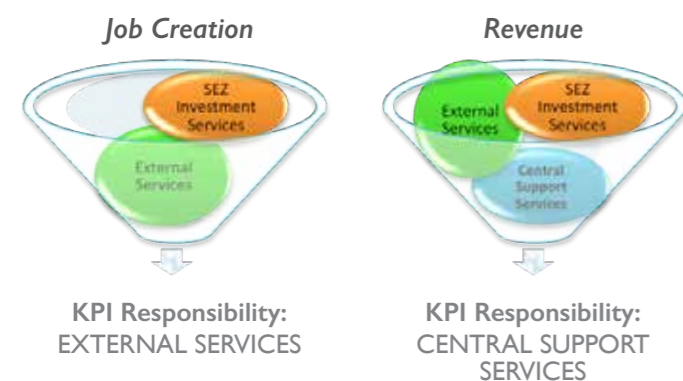 Job Creation
SEZ
Investment
Services
External
Services
KPI Responsibility:
EXTERNAL SERVICES
Revenue
External
Services
SEZ
Investment
Services
Central
Support
Services
KPI Responsibility:
CENTRAL SUPPORT
SERVICES